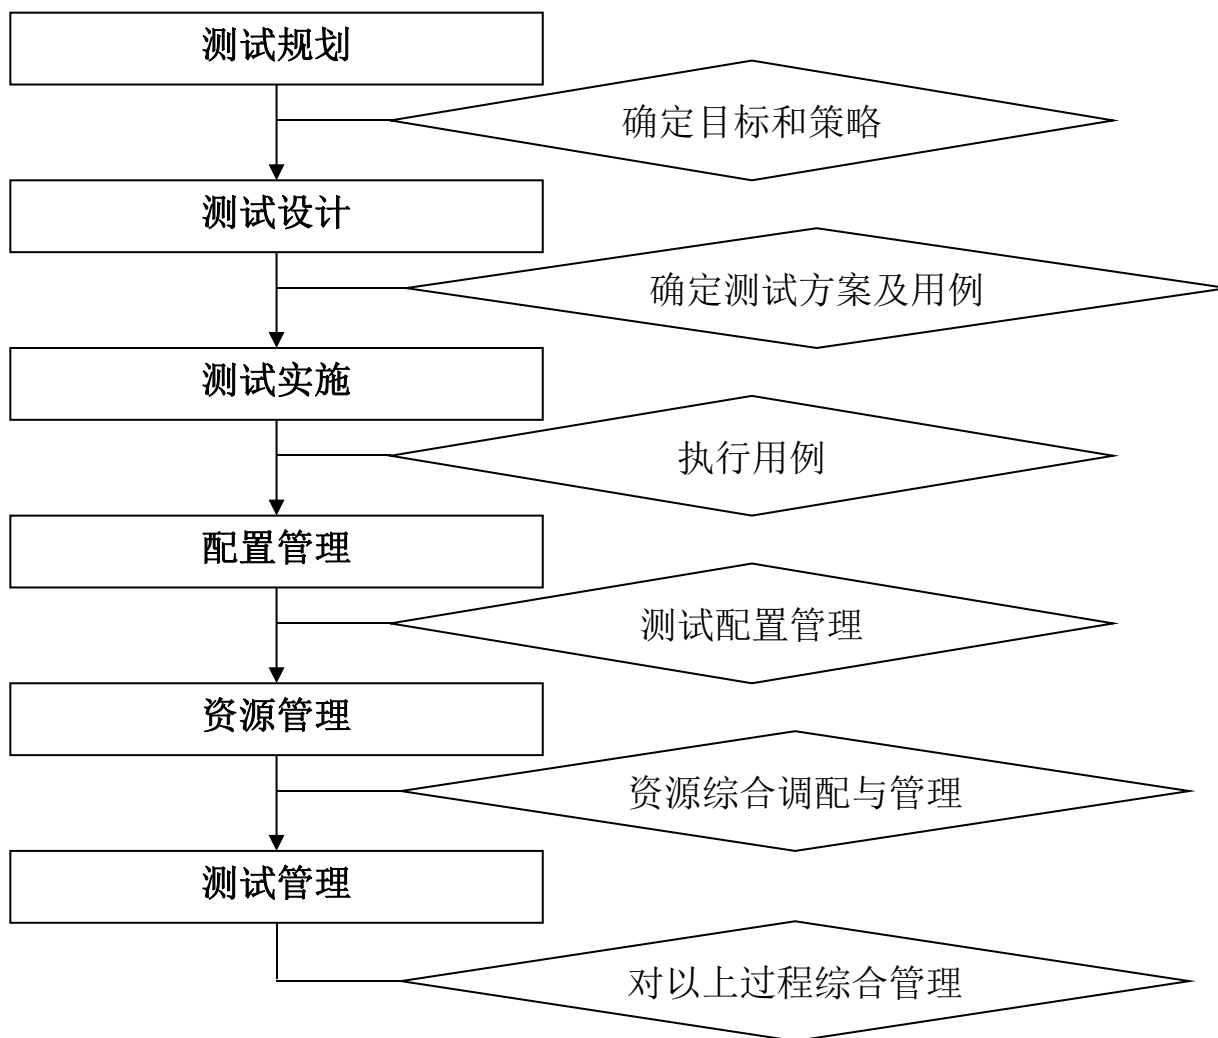 测试规划
确定目标和策略
测试设计
确定测试方案及用例
测试实施
执行用例
配置管理
测试配置管理
资源管理
资源综合调配与管理
测试管理
对以上过程综合管理